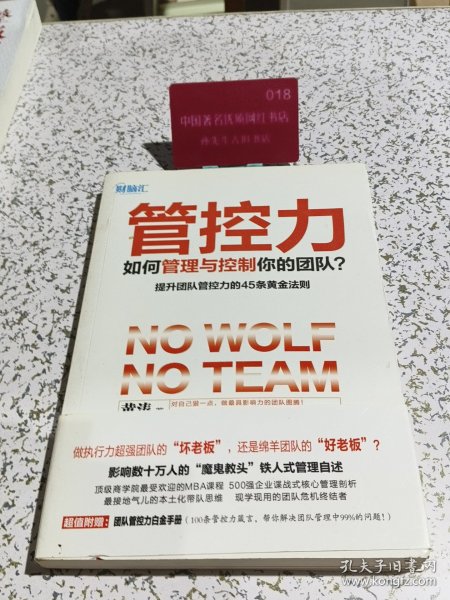 018
中国著名优质网红书店
孙先生古旧书店
财脑汇
管控力
如何管理与控制你的团队?
提升团队管控力的45条黄金法则
NO WOLF
NO TEAM
黄涛
对自己狠一点,做最具影响力的团队图腾!
做执行力超强团队的“坏老板”,还是绵羊团队的“好老板”?
影响数十万人的“魔鬼教头”铁人式管理自述
顶级商学院最受欢迎的MBA课程 500强企业课战式核心管理剖析
最接地气儿的本土化带队思维 现学现用的团队危机终结者
超值附赠:团队管控力白金手册(100条管控力箴言,帮你解决团队管理中99%的问题!)
孔夫子旧书网
www.kongfz.com